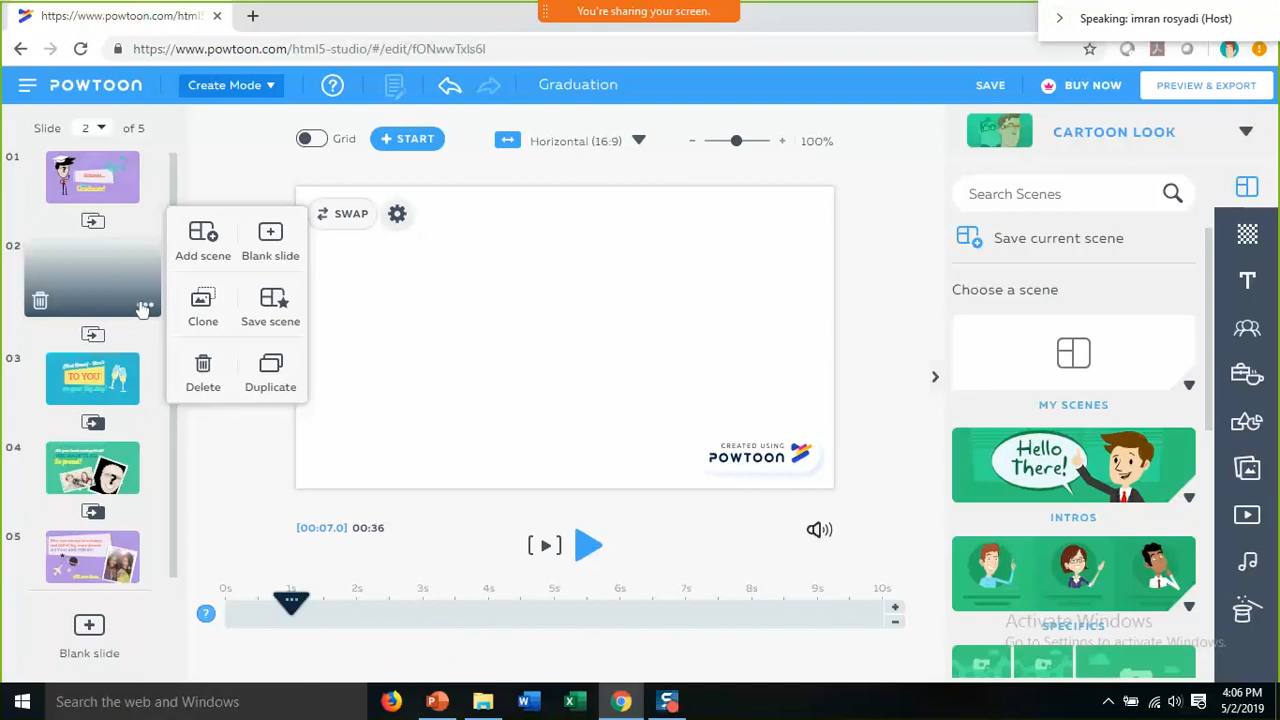 https://www.powtoon.com/html5
You're sharing your screen.
Speaking: imran rosyadi (Host)
https://www.powtoon.com/html5-studio/#/edit/fONwwTxIs6I
POWTOON
Create Mode
Graduation
SAVE
BUY NOW
PREVIEW & EXPORT
Slide 2 of 5
Grid
START
Horizontal (16:9)
100%
CARTOON LOOK
01
Graduate!
02
03
TO YOU
04
05
Search Scenes
Save current scene
Choose a scene
SWAP
Add scene
Blank slide
Clone
Save scene
Delete
Duplicate
MY SCENES
Hello
There!
INTROS
SPECIFICS
CREATED USING
POWTOON
[00:07.0] 00:36
0s 1s 2s 3s 4s 5s 6s 7s 8s 9s 10s
Blank slide
Activate Windows
Go to Settings to activate Windows.
Search the web and Windows
4:06 PM
5/2/2019